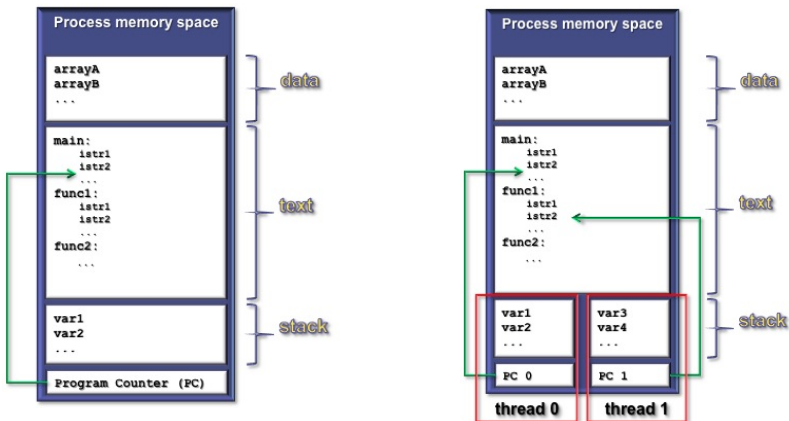 Process memory space
arrayA
arrayB
...
data
main:
istr1
istr2
...
func1:
istr1
istr2
...
func2:
...
text
var1
var2
...
stack
Program Counter (PC)
Process memory space
arrayA
arrayB
...
data
main:
istr1
istr2
...
func1:
istr1
istr2
...
func2:
...
text
var1
var2
...
var3
var4
...
stack
PC 0
PC 1
thread 0
thread 1